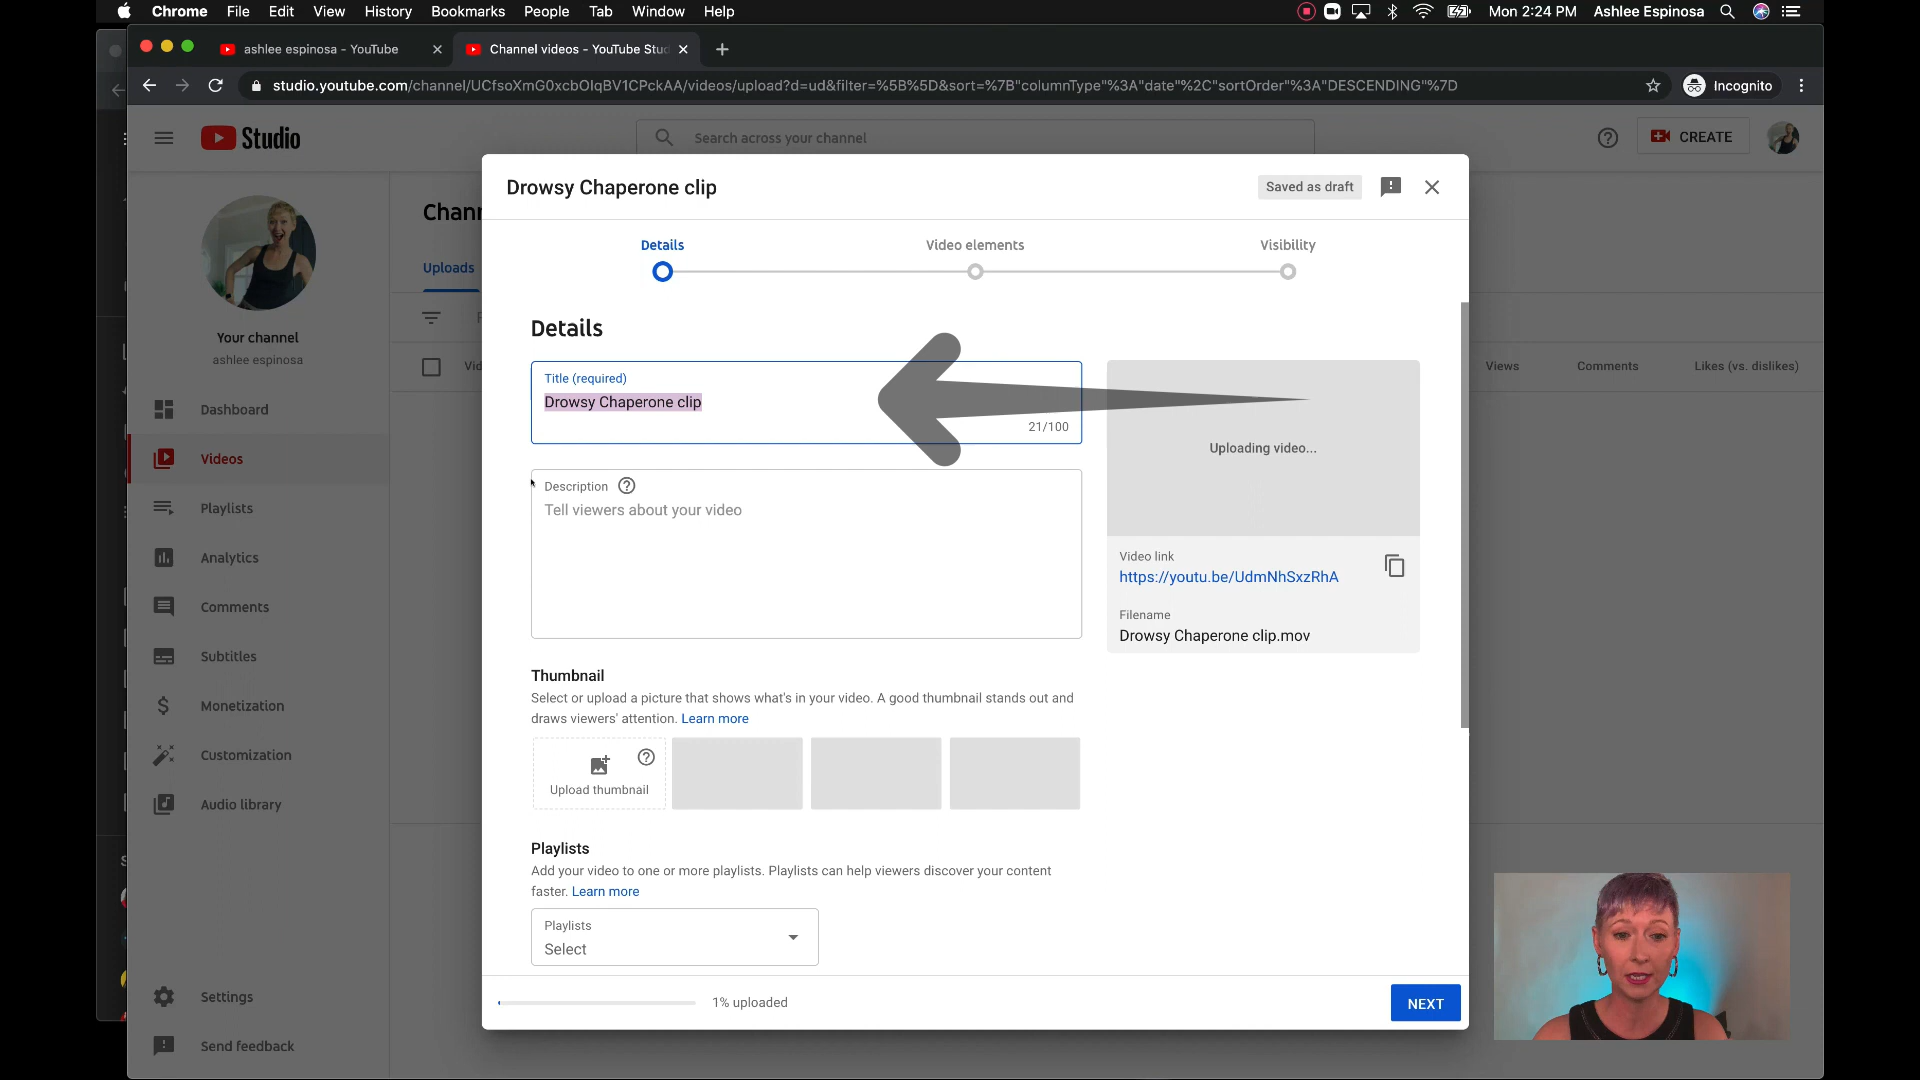 Chrome File Edit View History Bookmarks People Tab Window Help Mon 2:24 PM Ashlee Espinosa
ashlee espinosa - YouTube
Channel videos - YouTube Stud
studio.youtube.com/channel/UCfsoXmG0xcbOIqBV1CPckAA/videos/upload?d=ud&filter=%5B%5D&sort=%7B"columnType"%3A"date"%2C"sortOrder"%3A"DESCENDING"%7D
Incognito
Studio
Search across your channel
CREATE
Your channel
ashlee espinosa
Dashboard
Videos
Playlists
Analytics
Comments
Subtitles
Monetization
Customization
Audio library
Settings
Send feedback
Chann
Uploads
Vid
Views Comments Likes (vs. dislikes)
Drowsy Chaperone clip
Saved as draft
Details Video elements Visibility
Details
Title (required)
Drowsy Chaperone clip
21/100
Description
Tell viewers about your video
Uploading video...
Video link
https://youtu.be/UdmNhSxzRhA
Filename
Drowsy Chaperone clip.mov
Thumbnail
Select or upload a picture that shows what's in your video. A good thumbnail stands out and
draws viewers' attention. Learn more
Upload thumbnail
Playlists
Add your video to one or more playlists. Playlists can help viewers discover your content
faster. Learn more
Playlists
Select
1% uploaded
NEXT